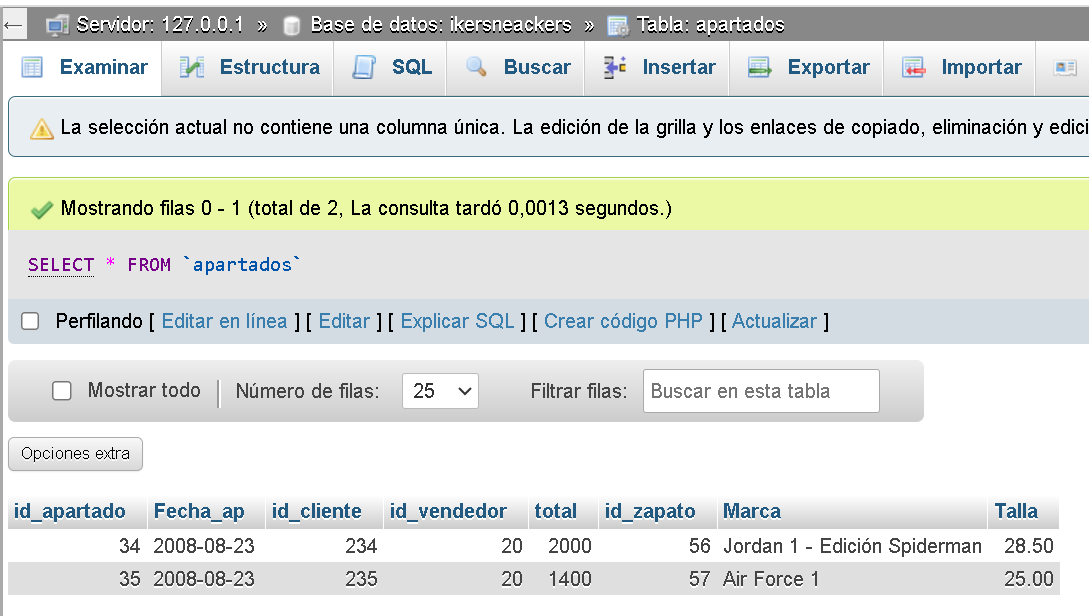 Servidor: 127.0.0.1 » Base de datos: ikersneackers » Tabla: apartados
Examinar Estructura SQL Buscar Insertar Exportar Importar
La selección actual no contiene una columna única. La edición de la grilla y los enlaces de copiado, eliminación y edici
Mostrando filas 0 - 1 (total de 2, La consulta tardó 0,0013 segundos.)
SELECT * FROM `apartados`
Perfilando [ Editar en línea ] [ Editar ] [ Explicar SQL ] [ Crear código PHP ] [ Actualizar ]
Mostrar todo Número de filas: 25 Filtrar filas: Buscar en esta tabla
Opciones extra
id_apartado Fecha_ap id_cliente id_vendedor total id_zapato Marca Talla
34 2008-08-23 234 20 2000 56 Jordan 1 - Edición Spiderman 28.50
35 2008-08-23 235 20 1400 57 Air Force 1 25.00